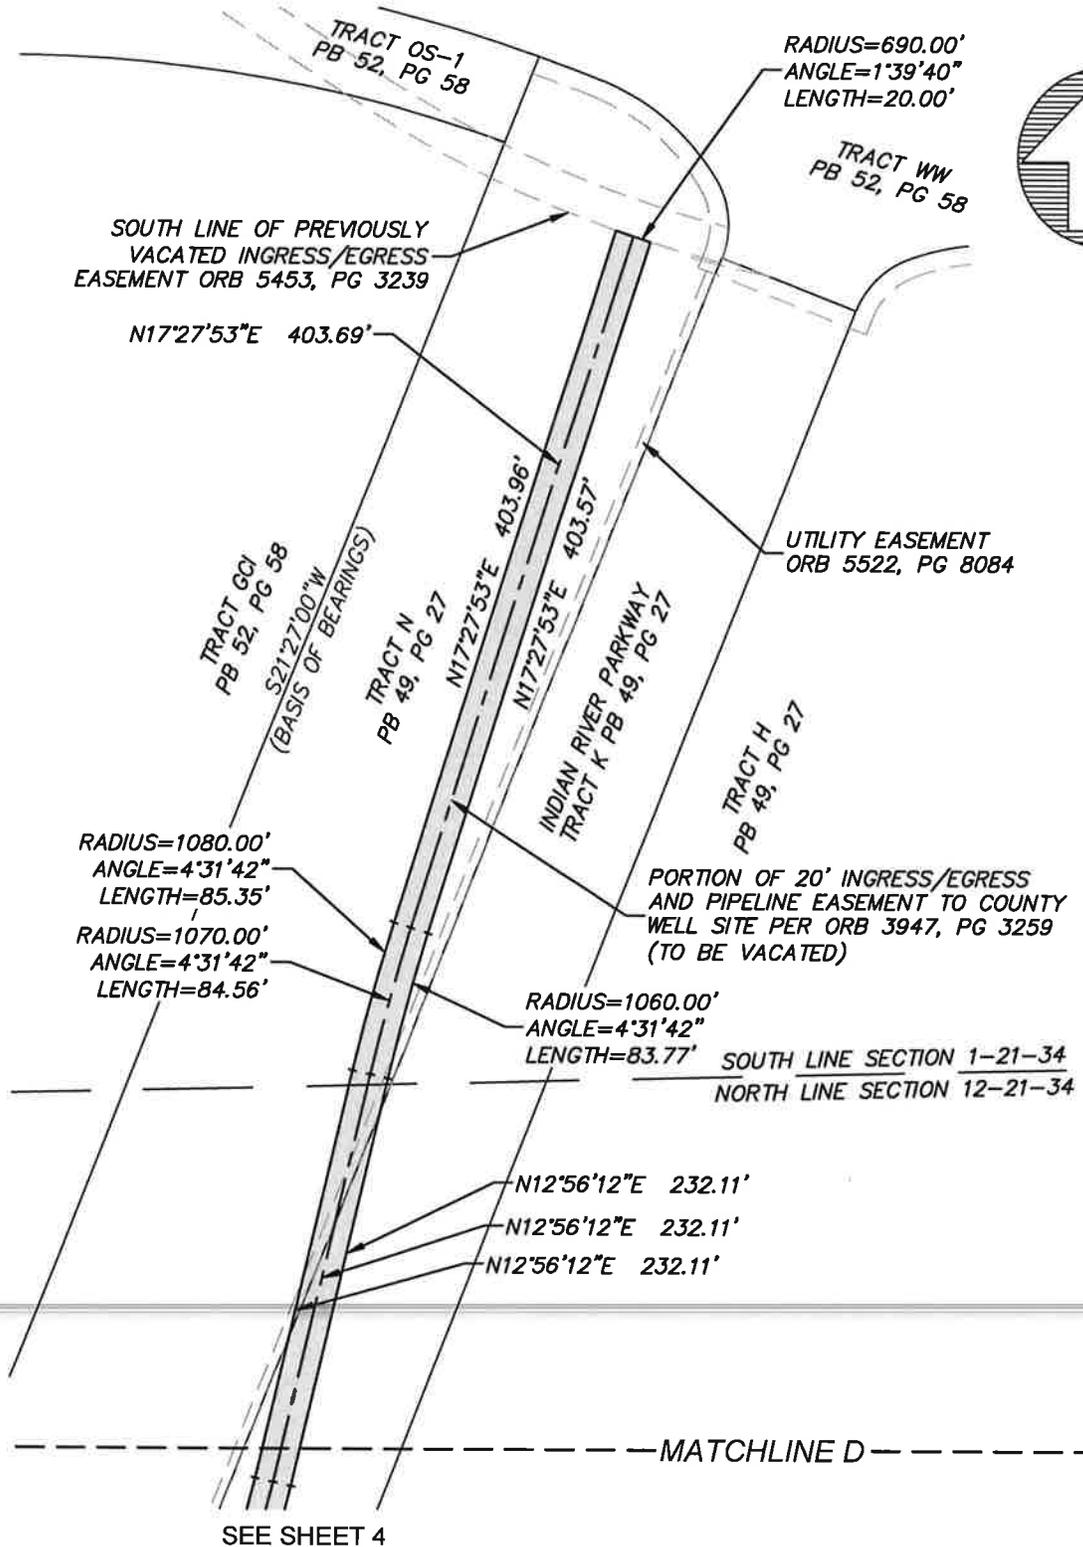 TRACT OS-1
PB 52, PG 58
RADIUS=690.00'
ANGLE=1°39'40"
LENGTH=20.00'
TRACT WW
PB 52, PG 58
SOUTH LINE OF PREVIOUSLY
VACATED INGRESS/EGRESS
EASEMENT ORB 5453, PG 3239
N17°27'53"E 403.69'
N17°27'53"E 403.96'
N17°27'53"E 403.57'
UTILITY EASEMENT
ORB 5522, PG 8084
TRACT GCI
PB 52, PG 58
S21°27'00"W
(BASIS OF BEARINGS)
TRACT N
PB 49, PG 27
INDIAN RIVER PARKWAY
TRACT K PB 49, PG 27
TRACT H
PB 49, PG 27
RADIUS=1080.00'
ANGLE=4°31'42"
LENGTH=85.35'
PORTION OF 20' INGRESS/EGRESS
AND PIPELINE EASEMENT TO COUNTY
WELL SITE PER ORB 3947, PG 3259
(TO BE VACATED)
RADIUS=1070.00'
ANGLE=4°31'42"
LENGTH=84.56'
RADIUS=1060.00'
ANGLE=4°31'42"
LENGTH=83.77'
SOUTH LINE SECTION 1-21-34
NORTH LINE SECTION 12-21-34
N12°56'12"E 232.11'
N12°56'12"E 232.11'
N12°56'12"E 232.11'
MATCHLINE D
SEE SHEET 4